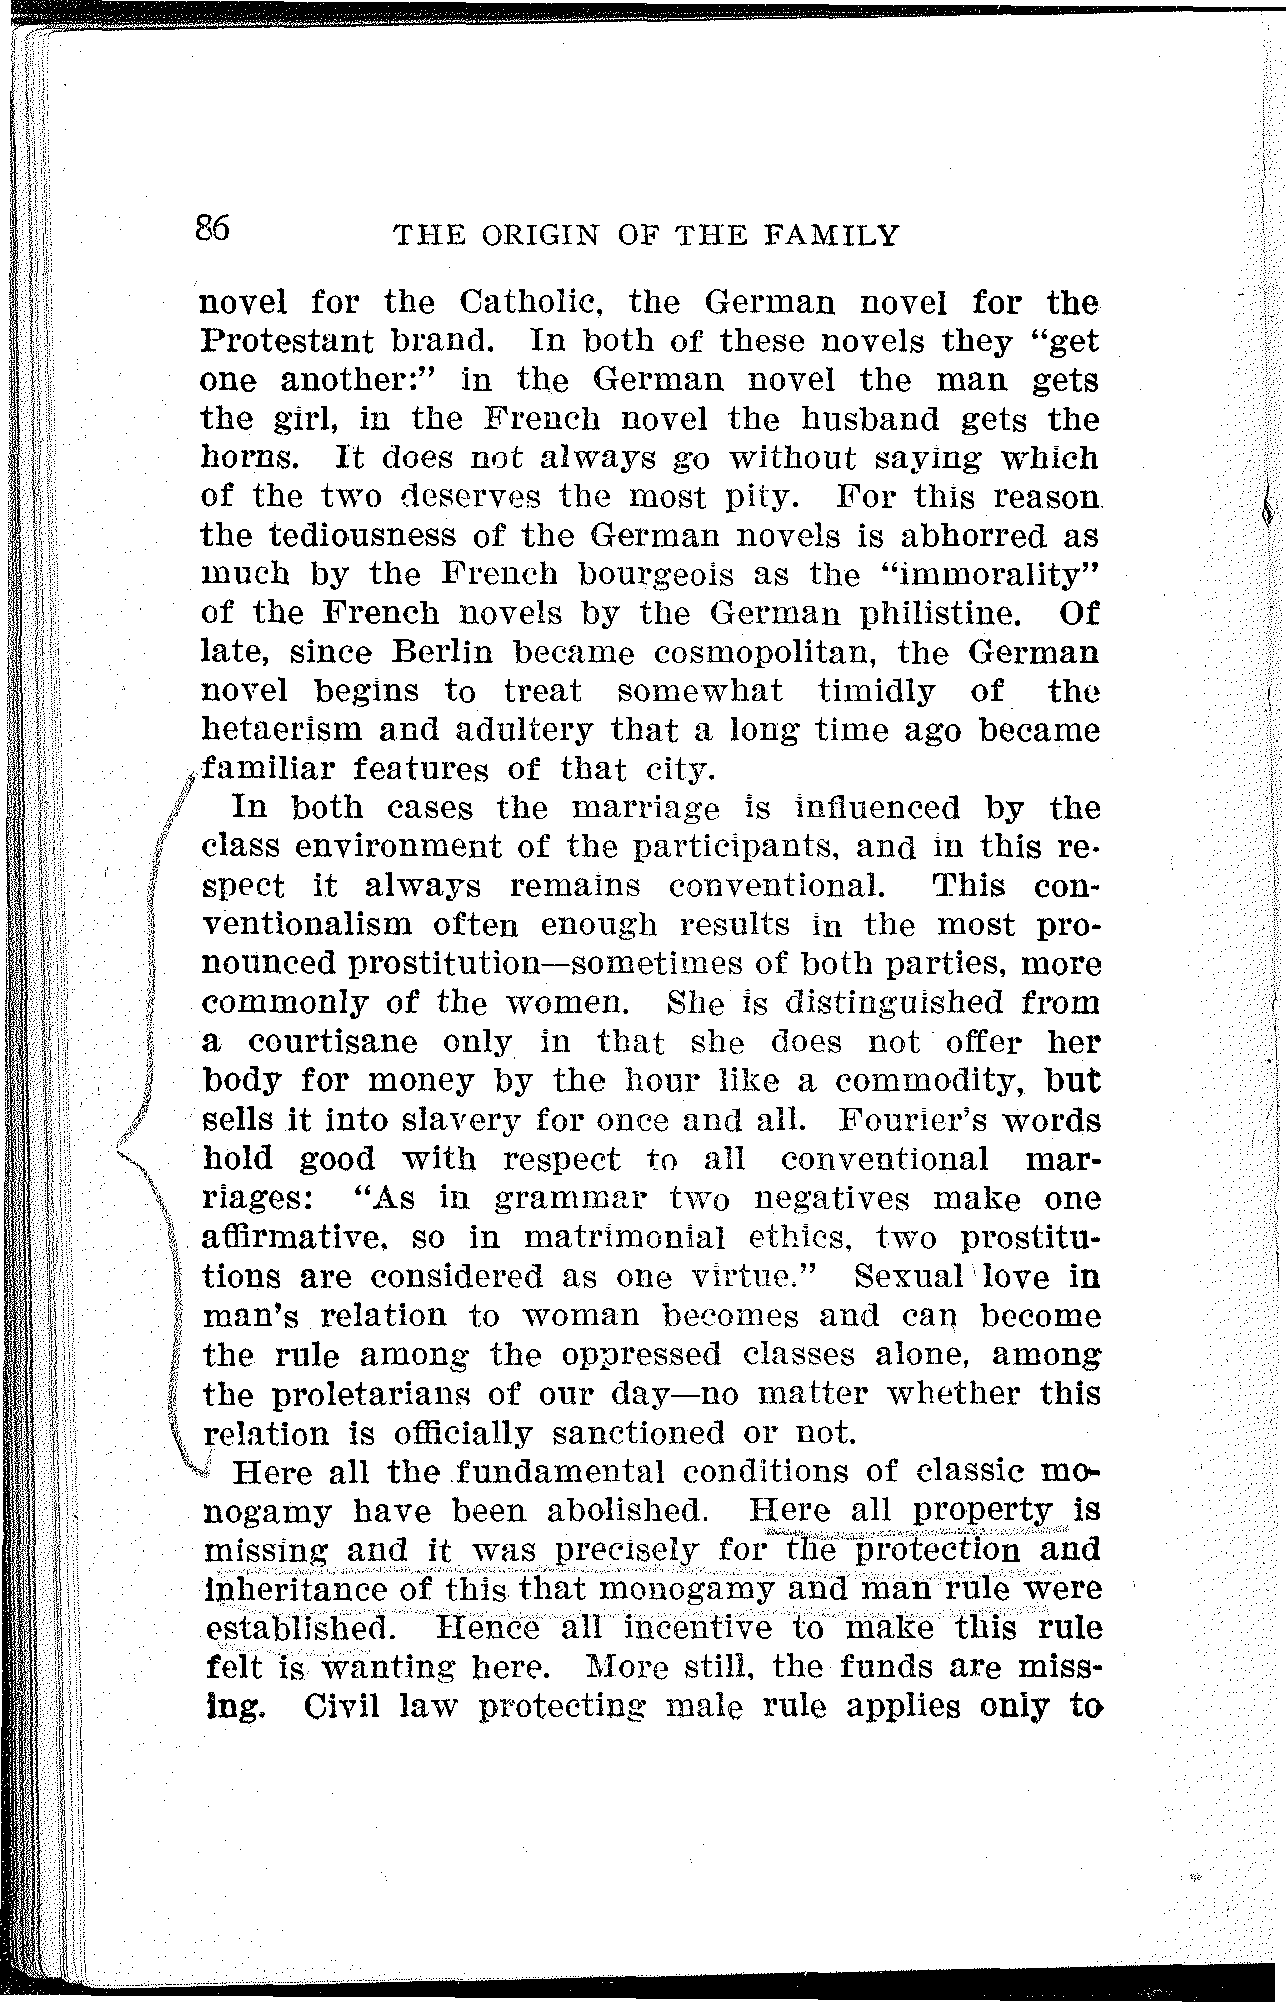 86
THE ORIGIN OF THE FAMILY
novel for the Catholic, the German novel for the
Protestant brand. In both of these novels they “get
one another:” in the German novel the man gets
the girl, in the French novel the husband gets the
horns. It does not always go without saying which
of the two deserves the most pity. For this reason
the tediousness of the German novels is abhorred as
much by the French bourgeois as the “immorality”
of the French novels by the German philistine. Of
late, since Berlin became cosmopolitan, the German
novel begins to treat somewhat timidly of the
hetaerism and adultery that a long time ago became
familiar features of that city.
In both cases the marriage is influenced by the
class environment of the participants, and in this re-
spect it always remains conventional. This con-
ventionalism often enough results in the most pro-
nounced prostitution—sometimes of both parties, more
commonly of the women. She is distinguished from
a courtisane only in that she does not offer her
body for money by the hour like a commodity, but
sells it into slavery for once and all. Fourier's words
hold good with respect to all conventional mar-
riages: “As in grammar two negatives make one
affirmative, so in matrimonial ethics, two prostitu-
tions are considered as one virtue.” Sexual love in
man's relation to woman becomes and can become
the rule among the oppressed classes alone, among
the proletarians of our day—no matter whether this
relation is officially sanctioned or not.
Here all the fundamental conditions of classic mo-
nogamy have been abolished. Here all property is
missing and it was precisely for the protection and
inheritance of this that monogamy and man rule were
established. Hence all incentive to make this rule
felt is wanting here. More still, the funds are miss-
ing. Civil law protecting male rule applies only to